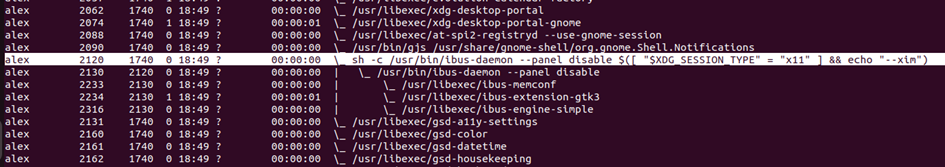 alex 2062 1740 0 18:49 ? 00:00:00 \_ /usr/libexec/xdg-desktop-portal
alex 2074 1740 1 18:49 ? 00:00:01 \_ /usr/libexec/xdg-desktop-portal-gnome
alex 2088 1740 0 18:49 ? 00:00:00 \_ /usr/libexec/at-spi2-registryd --use-gnome-session
alex 2090 1740 0 18:49 ? 00:00:00 \_ /usr/bin/gjs /usr/share/gnome-shell/org.gnome.Shell.Notifications
alex 2120 1740 0 18:49 ? 00:00:00 \_ sh -c /usr/bin/ibus-daemon --panel disable $([ "$XDG_SESSION_TYPE" = "x11" ] && echo "--xim")
alex 2130 2120 0 18:49 ? 00:00:00 | \_ /usr/bin/ibus-daemon --panel disable
alex 2233 2130 0 18:49 ? 00:00:00 | \_ /usr/libexec/ibus-memconf
alex 2234 2130 1 18:49 ? 00:00:01 | \_ /usr/libexec/ibus-extension-gtk3
alex 2316 2130 0 18:49 ? 00:00:00 | \_ /usr/libexec/ibus-engine-simple
alex 2131 1740 0 18:49 ? 00:00:00 \_ /usr/libexec/gsd-a11y-settings
alex 2160 1740 0 18:49 ? 00:00:00 \_ /usr/libexec/gsd-color
alex 2161 1740 0 18:49 ? 00:00:00 \_ /usr/libexec/gsd-datetime
alex 2162 1740 0 18:49 ? 00:00:00 \_ /usr/libexec/gsd-housekeeping